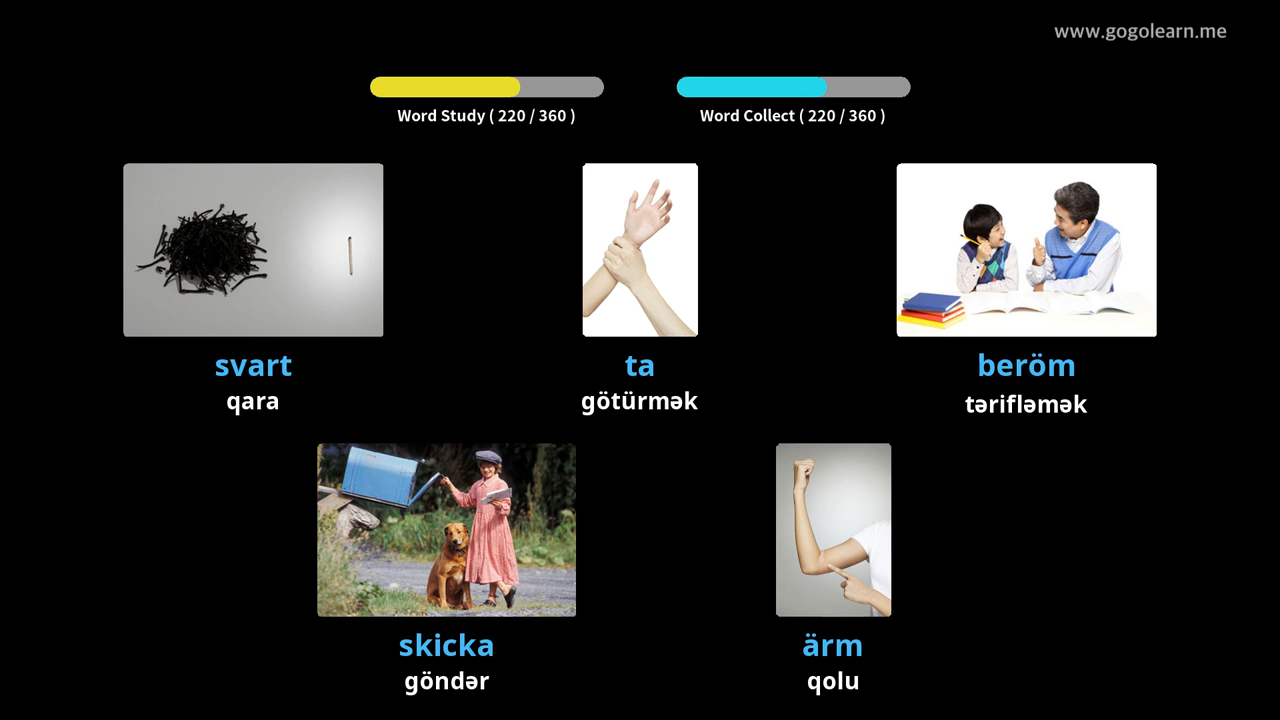 www.gogolearn.me
Word Study ( 220 / 360 )
Word Collect ( 220 / 360 )
svart
qara
ta
götürmək
beröm
tərifləmək
skicka
göndər
ärm
qolu